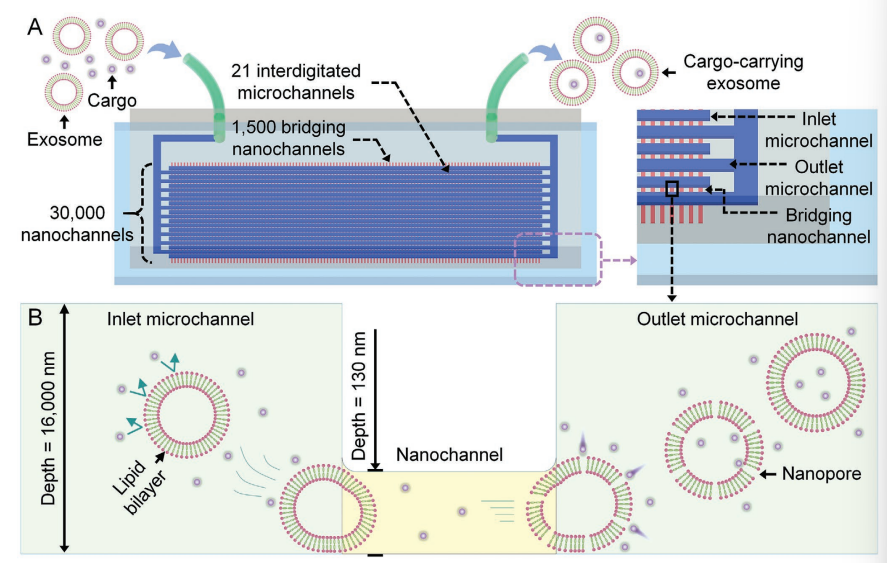 A
Exosome
Cargo
21 interdigitated
microchannels
1,500 bridging
nanochannels
30,000
nanochannels
Cargo-carrying
exosome
Inlet
microchannel
Outlet
microchannel
Bridging
nanochannel
B
Inlet microchannel
Depth = 16,000 nm
Lipid
bilayer
Depth = 130 nm
Nanochannel
Outlet microchannel
Nanopore